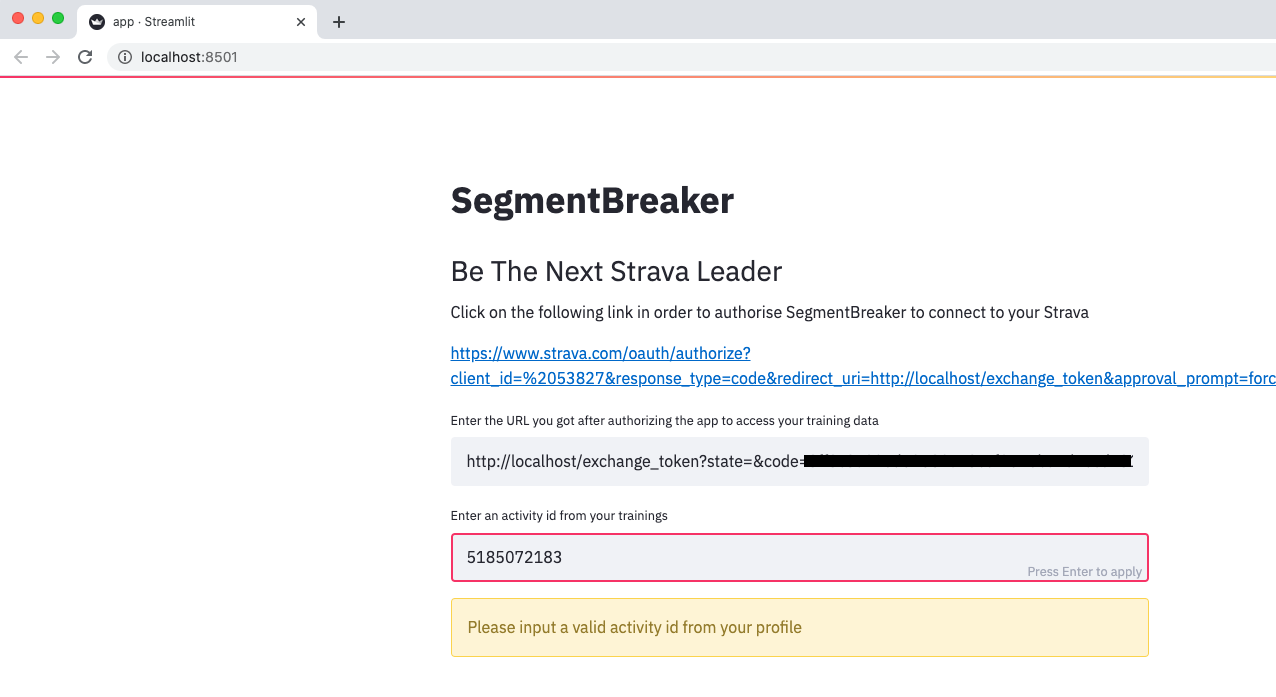 app · Streamlit
localhost:8501
SegmentBreaker
Be The Next Strava Leader
Click on the following link in order to authorise SegmentBreaker to connect to your Strava
https://www.strava.com/oauth/authorize?
client_id=%2053827&response_type=code&redirect_uri=http://localhost/exchange_token&approval_prompt=forc
Enter the URL you got after authorizing the app to access your training data
http://localhost/exchange_token?state=&code=
Enter an activity id from your trainings
5185072183
Press Enter to apply
Please input a valid activity id from your profile